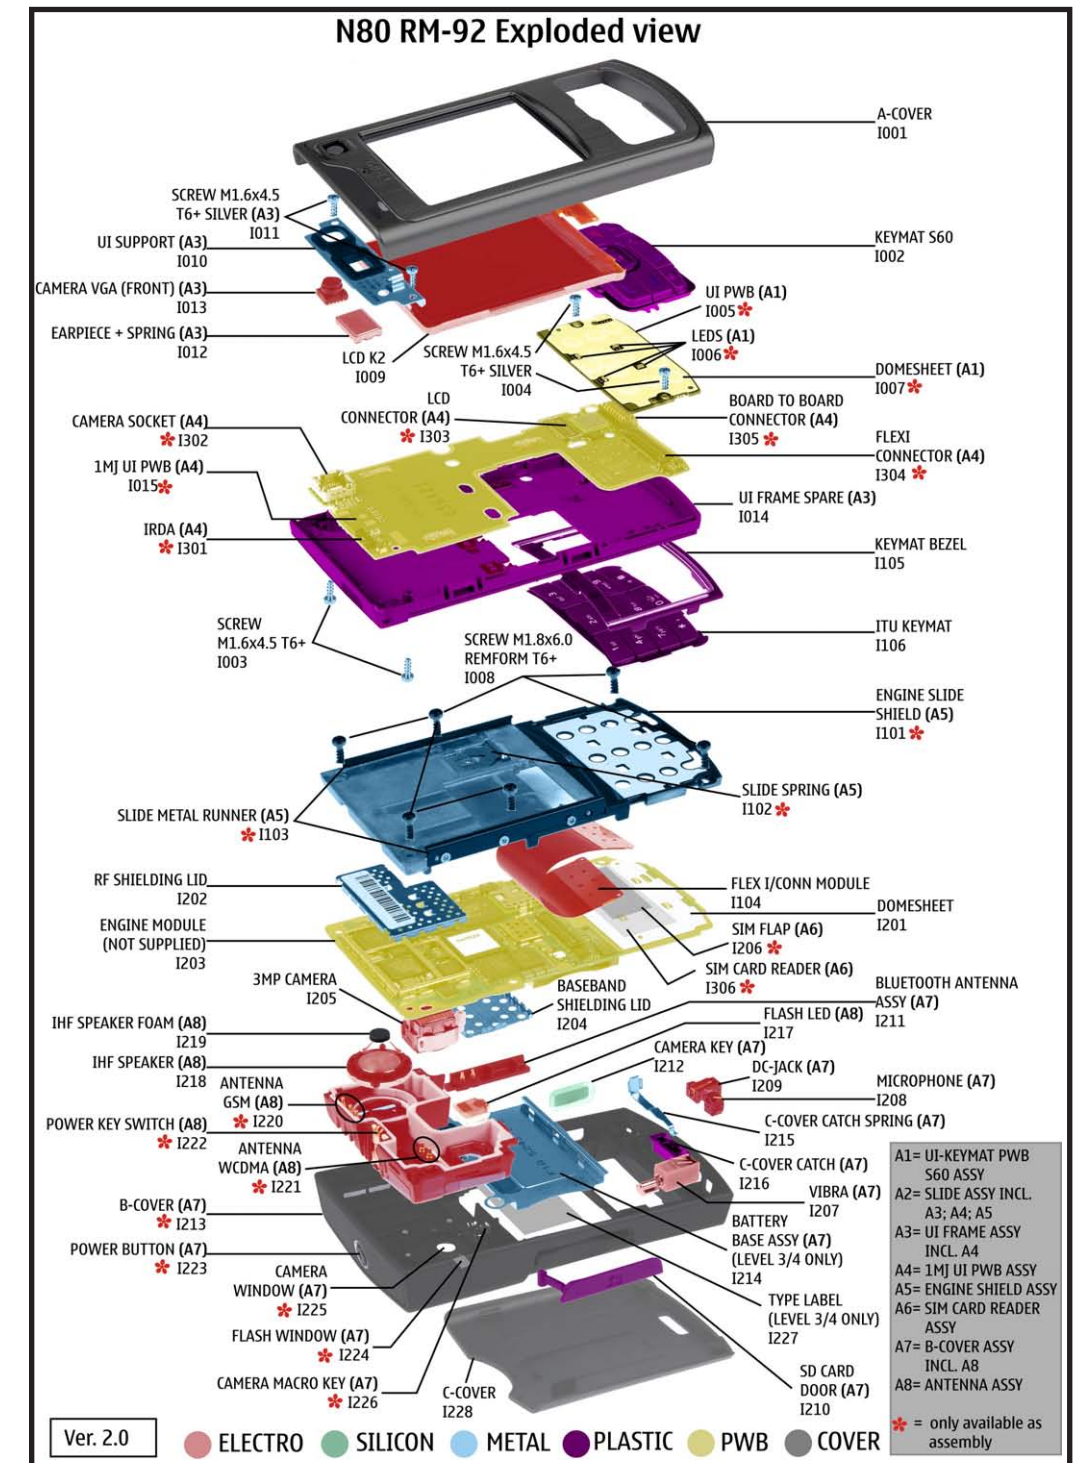 N80 RM-92 Exploded view
A-COVER
I001
SCREW M1.6x4.5
T6+ SILVER (A3)
I011
UI SUPPORT (A3)
I010
KEYMAT S60
I002
CAMERA VGA (FRONT) (A3)
I013
UI PWB (A1)
I005 *
EARPIECE + SPRING (A3)
I012
LCD K2
I009
SCREW M1.6x4.5
T6+ SILVER
I004
LEDS (A1)
I006 *
DOMESHEET (A1)
I007 *
LCD
CONNECTOR (A4)
* I303
BOARD TO BOARD
CONNECTOR (A4)
I305 *
CAMERA SOCKET (A4)
* I302
FLEXI
CONNECTOR (A4)
I304 *
1MJ UI PWB (A4)
I015 *
UI FRAME SPARE (A3)
I014
IRDA (A4)
* I301
KEYMAT BEZEL
I105
SCREW
M1.6x4.5 T6+
I003
SCREW M1.8x6.0
REMFORM T6+
I008
ITU KEYMAT
I106
ENGINE SLIDE
SHIELD (A5)
I101 *
SLIDE SPRING (A5)
I102 *
SLIDE METAL RUNNER (A5)
* I103
RF SHIELDING LID
I202
FLEX I/CONN MODULE
I104
DOMESHEET
I201
ENGINE MODULE
(NOT SUPPLIED)
I203
SIM FLAP (A6)
I206 *
SIM CARD READER (A6)
I306 *
3MP CAMERA
I205
BASEBAND
SHIELDING LID
I204
BLUETOOTH ANTENNA
ASSY (A7)
I211
IHF SPEAKER FOAM (A8)
I219
FLASH LED (A8)
I217
IHF SPEAKER (A8)
I218
CAMERA KEY (A7)
I212
DC-JACK (A7)
I209
MICROPHONE (A7)
I208
ANTENNA
GSM (A8)
* I220
POWER KEY SWITCH (A8)
* I222
C-COVER CATCH SPRING (A7)
I215
ANTENNA
WCDMA (A8)
* I221
C-COVER CATCH (A7)
I216
VIBRA (A7)
I207
B-COVER (A7)
* I213
BATTERY
BASE ASSY (A7)
(LEVEL 3/4 ONLY)
I214
POWER BUTTON (A7)
* I223
CAMERA
WINDOW (A7)
* I225
TYPE LABEL
(LEVEL 3/4 ONLY)
I227
FLASH WINDOW (A7)
* I224
CAMERA MACRO KEY (A7)
* I226
C-COVER
I228
SD CARD
DOOR (A7)
I210
A1= UI-KEYMAT PWB
S60 ASSY
A2= SLIDE ASSY INCL.
A3; A4; A5
A3= UI FRAME ASSY
INCL. A4
A4= 1MJ UI PWB ASSY
A5= ENGINE SHIELD ASSY
A6= SIM CARD READER
ASSY
A7= B-COVER ASSY
INCL. A8
A8= ANTENNA ASSY
* = only available as
assembly
Ver. 2.0
ELECTRO SILICON METAL PLASTIC PWB COVER